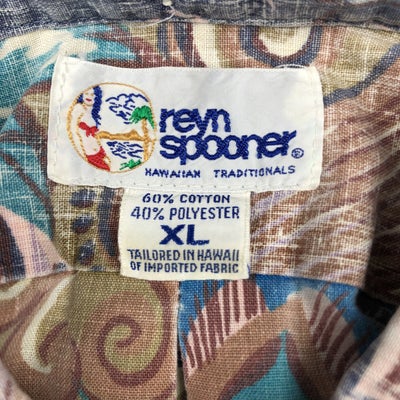 reyn
spooner®
HAWAIIAN TRADITIONALS
60% COTTON
40% POLYESTER
XL
TAILORED IN HAWAII
OF IMPORTED FABRIC